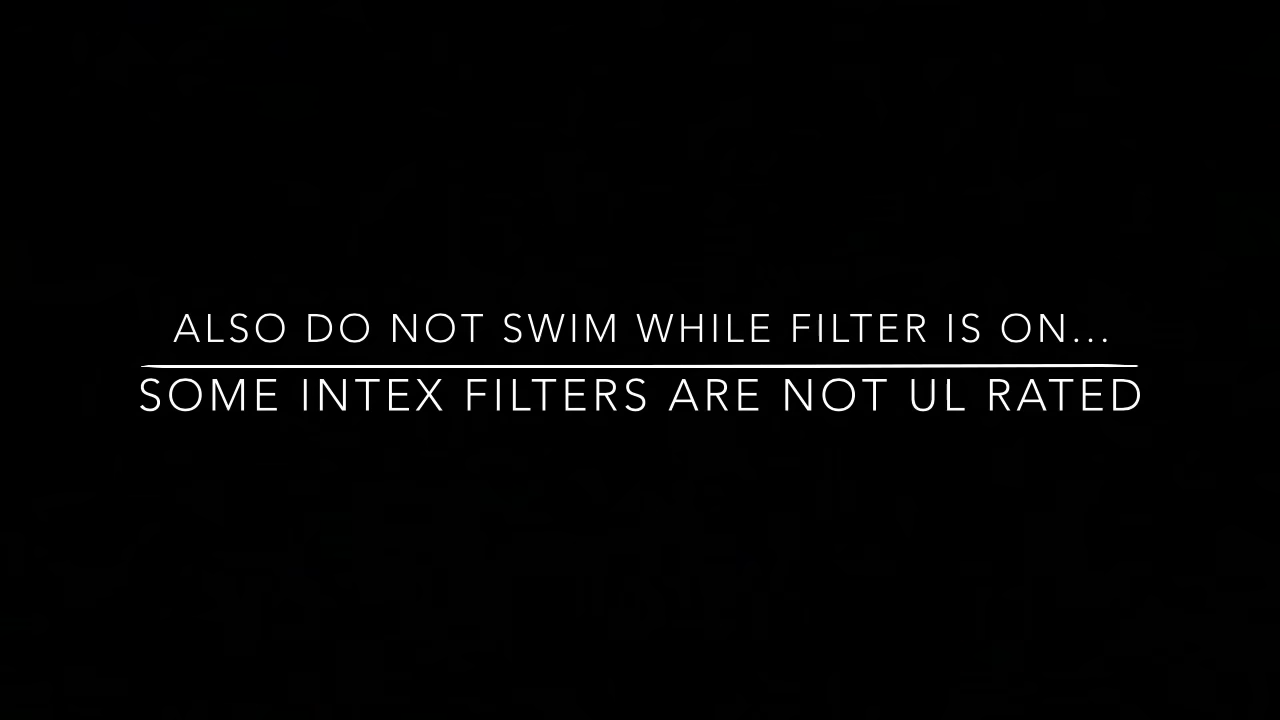 ALSO DO NOT SWIM WHILE FILTER IS ON...
SOME INTEX FILTERS ARE NOT UL RATED